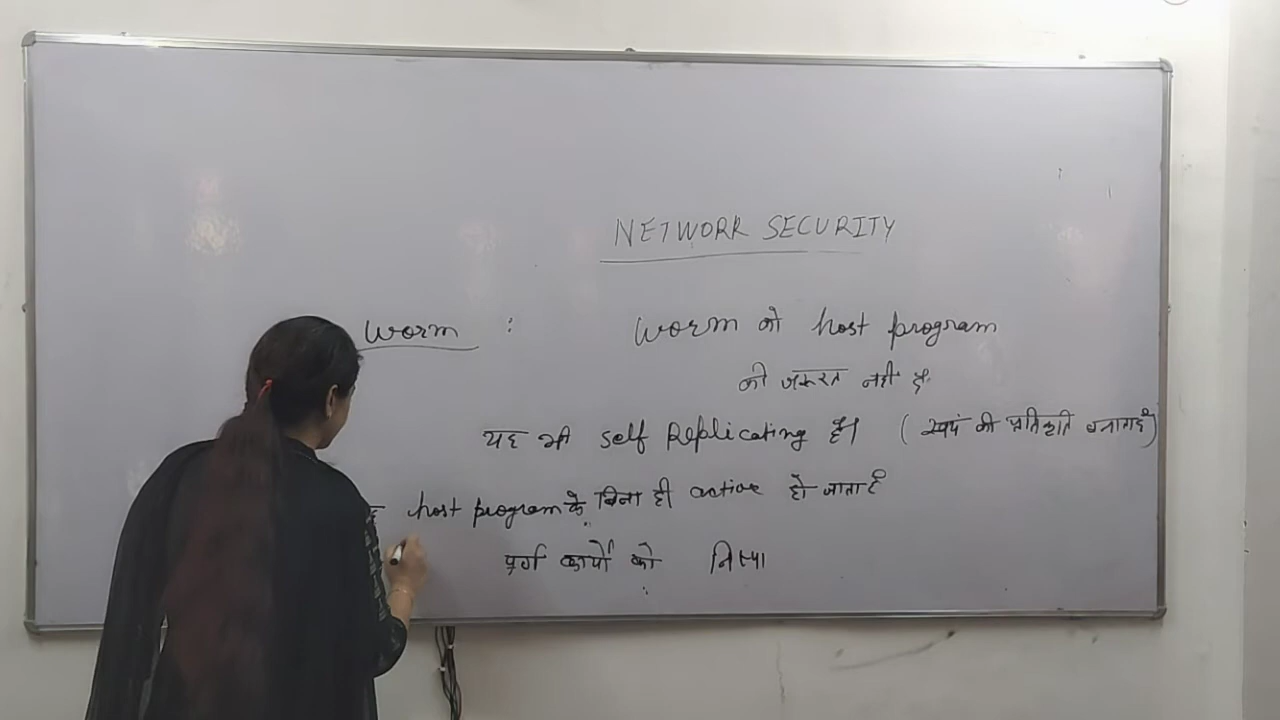 NETWORK SECURITY
Worm : Worm को host program
की जरूरत नहीं है
यह भी self Replicating है। (स्वयं की प्रतिकृति बनाता है)
host program के बिना ही active हो जाता है
पूर्ण कार्यों को